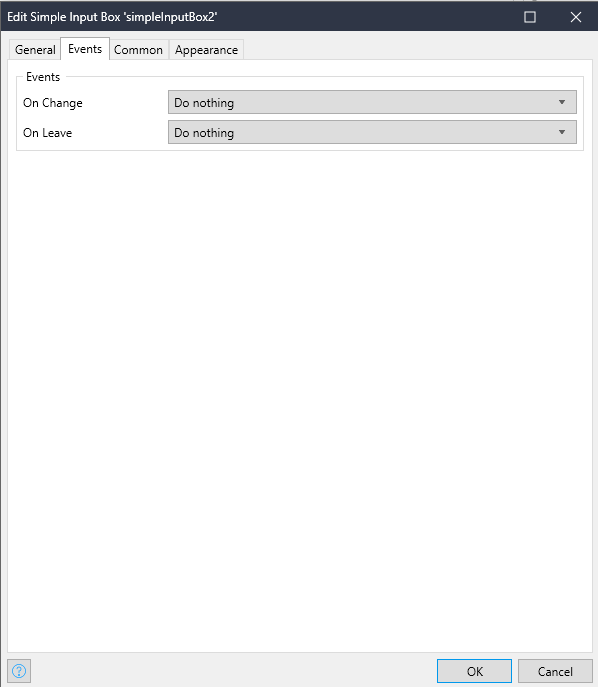 Edit Simple Input Box 'simpleInputBox2'
General Events Common Appearance
Events
On Change Do nothing
On Leave Do nothing
? OK Cancel